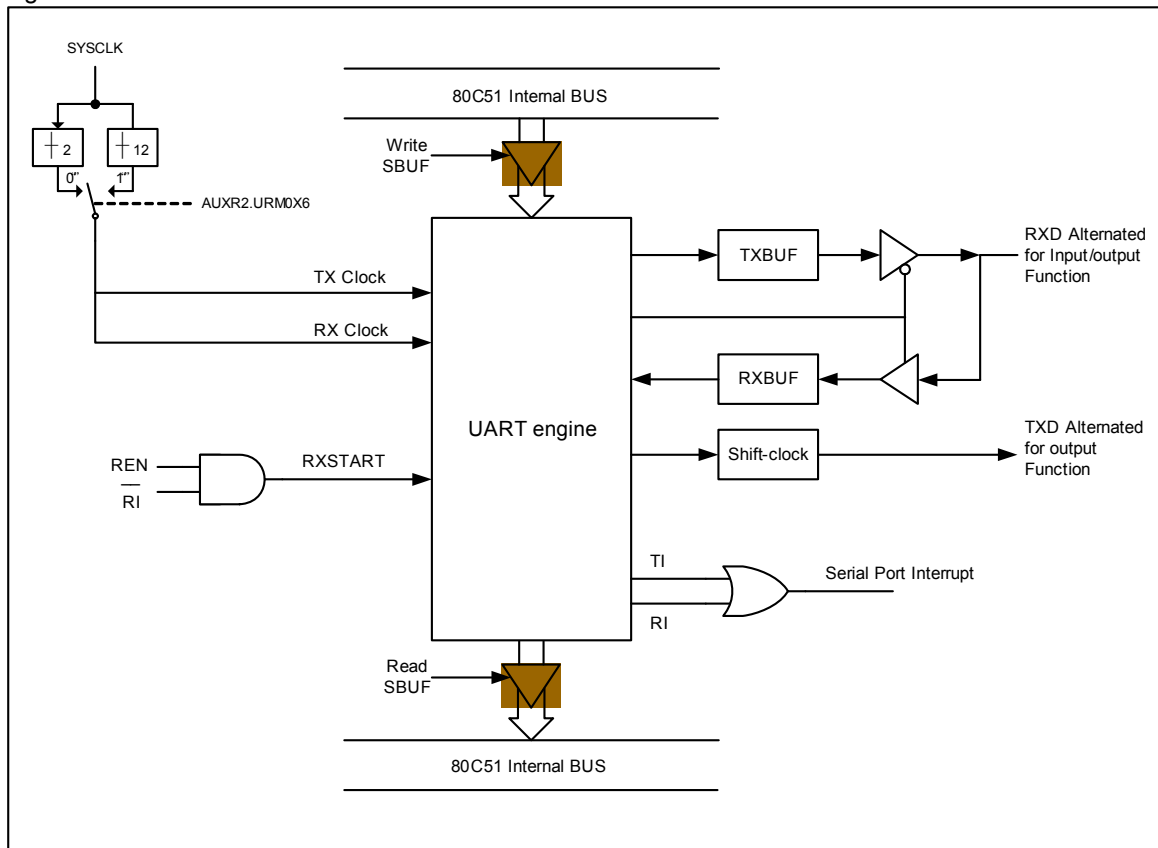 SYSCLK
÷ 2
÷ 12
0"
1"
AUXR2.URM0X6
80C51 Internal BUS
Write
SBUF
TX Clock
RX Clock
REN
RI
RXSTART
UART engine
TXBUF
RXBUF
Shift-clock
RXD Alternated
for Input/output
Function
TXD Alternated
for output
Function
TI
RI
Serial Port Interrupt
Read
SBUF
80C51 Internal BUS